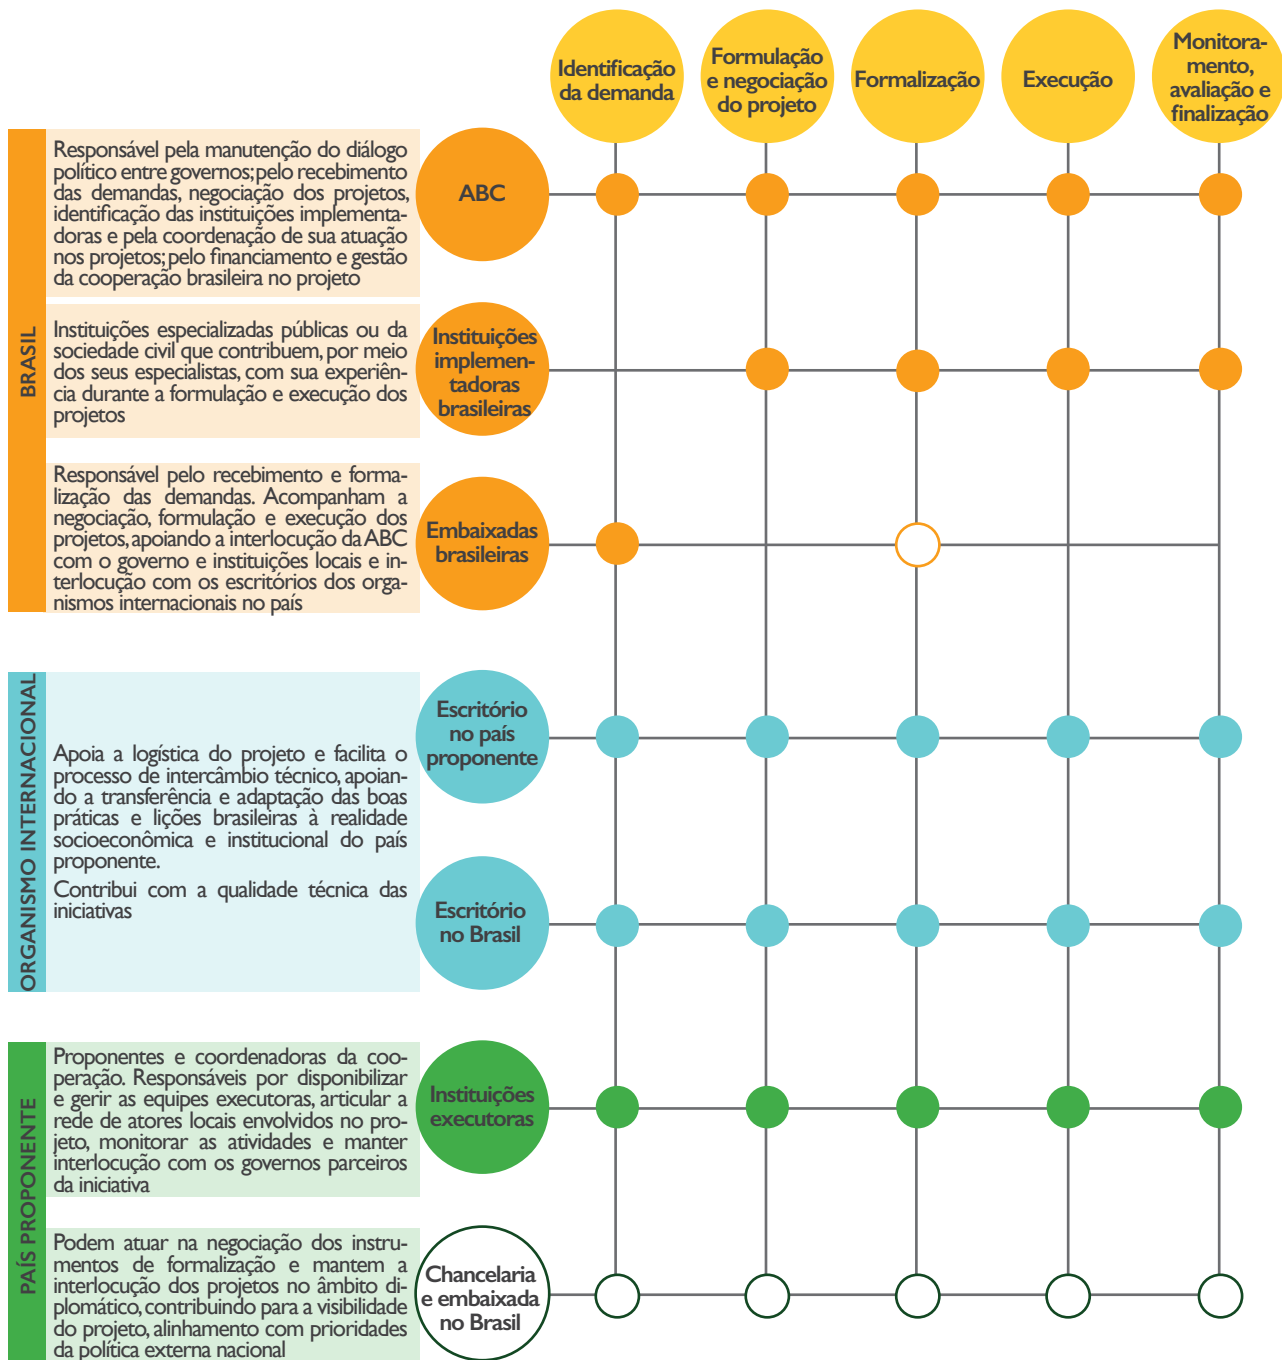 Identificação
da demanda
Formulação
e negociação
do projeto
Formalização
Execução
Monitora-
mento,
avaliação e
finalização
BRASIL
Responsável pela manutenção do diálogo
político entre governos; pelo recebimento
das demandas, negociação dos projetos,
identificação das instituições implementa-
doras e pela coordenação de sua atuação
nos projetos; pelo financiamento e gestão
da cooperação brasileira no projeto
ABC
Instituições especializadas públicas ou da
sociedade civil que contribuem, por meio
dos seus especialistas, com sua experiên-
cia durante a formulação e execução dos
projetos
Instituições
implemen-
tadoras
brasileiras
Responsável pelo recebimento e forma-
lização das demandas. Acompanham a
negociação, formulação e execução dos
projetos, apoiando a interlocução da ABC
com o governo e instituições locais e in-
terlocução com os escritórios dos orga-
nismos internacionais no país
Embaixadas
brasileiras
ORGANISMO INTERNACIONAL
Apoia a logística do projeto e facilita o
processo de intercâmbio técnico, apoian-
do a transferência e adaptação das boas
práticas e lições brasileiras à realidade
socioeconômica e institucional do país
proponente.
Contribui com a qualidade técnica das
iniciativas
Escritório
no país
proponente
Escritório
no Brasil
PAÍS PROPONENTE
Proponentes e coordenadoras da coo-
peração. Responsáveis por disponibilizar
e gerir as equipes executoras, articular a
rede de atores locais envolvidos no pro-
jeto, monitorar as atividades e manter
interlocução com os governos parceiros
da iniciativa
Instituições
executoras
Podem atuar na negociação dos instru-
mentos de formalização e mantem a
interlocução dos projetos no âmbito di-
plomático, contribuindo para a visibilidade
do projeto, alinhamento com prioridades
da política externa nacional
Chancelaria
e embaixada
no Brasil